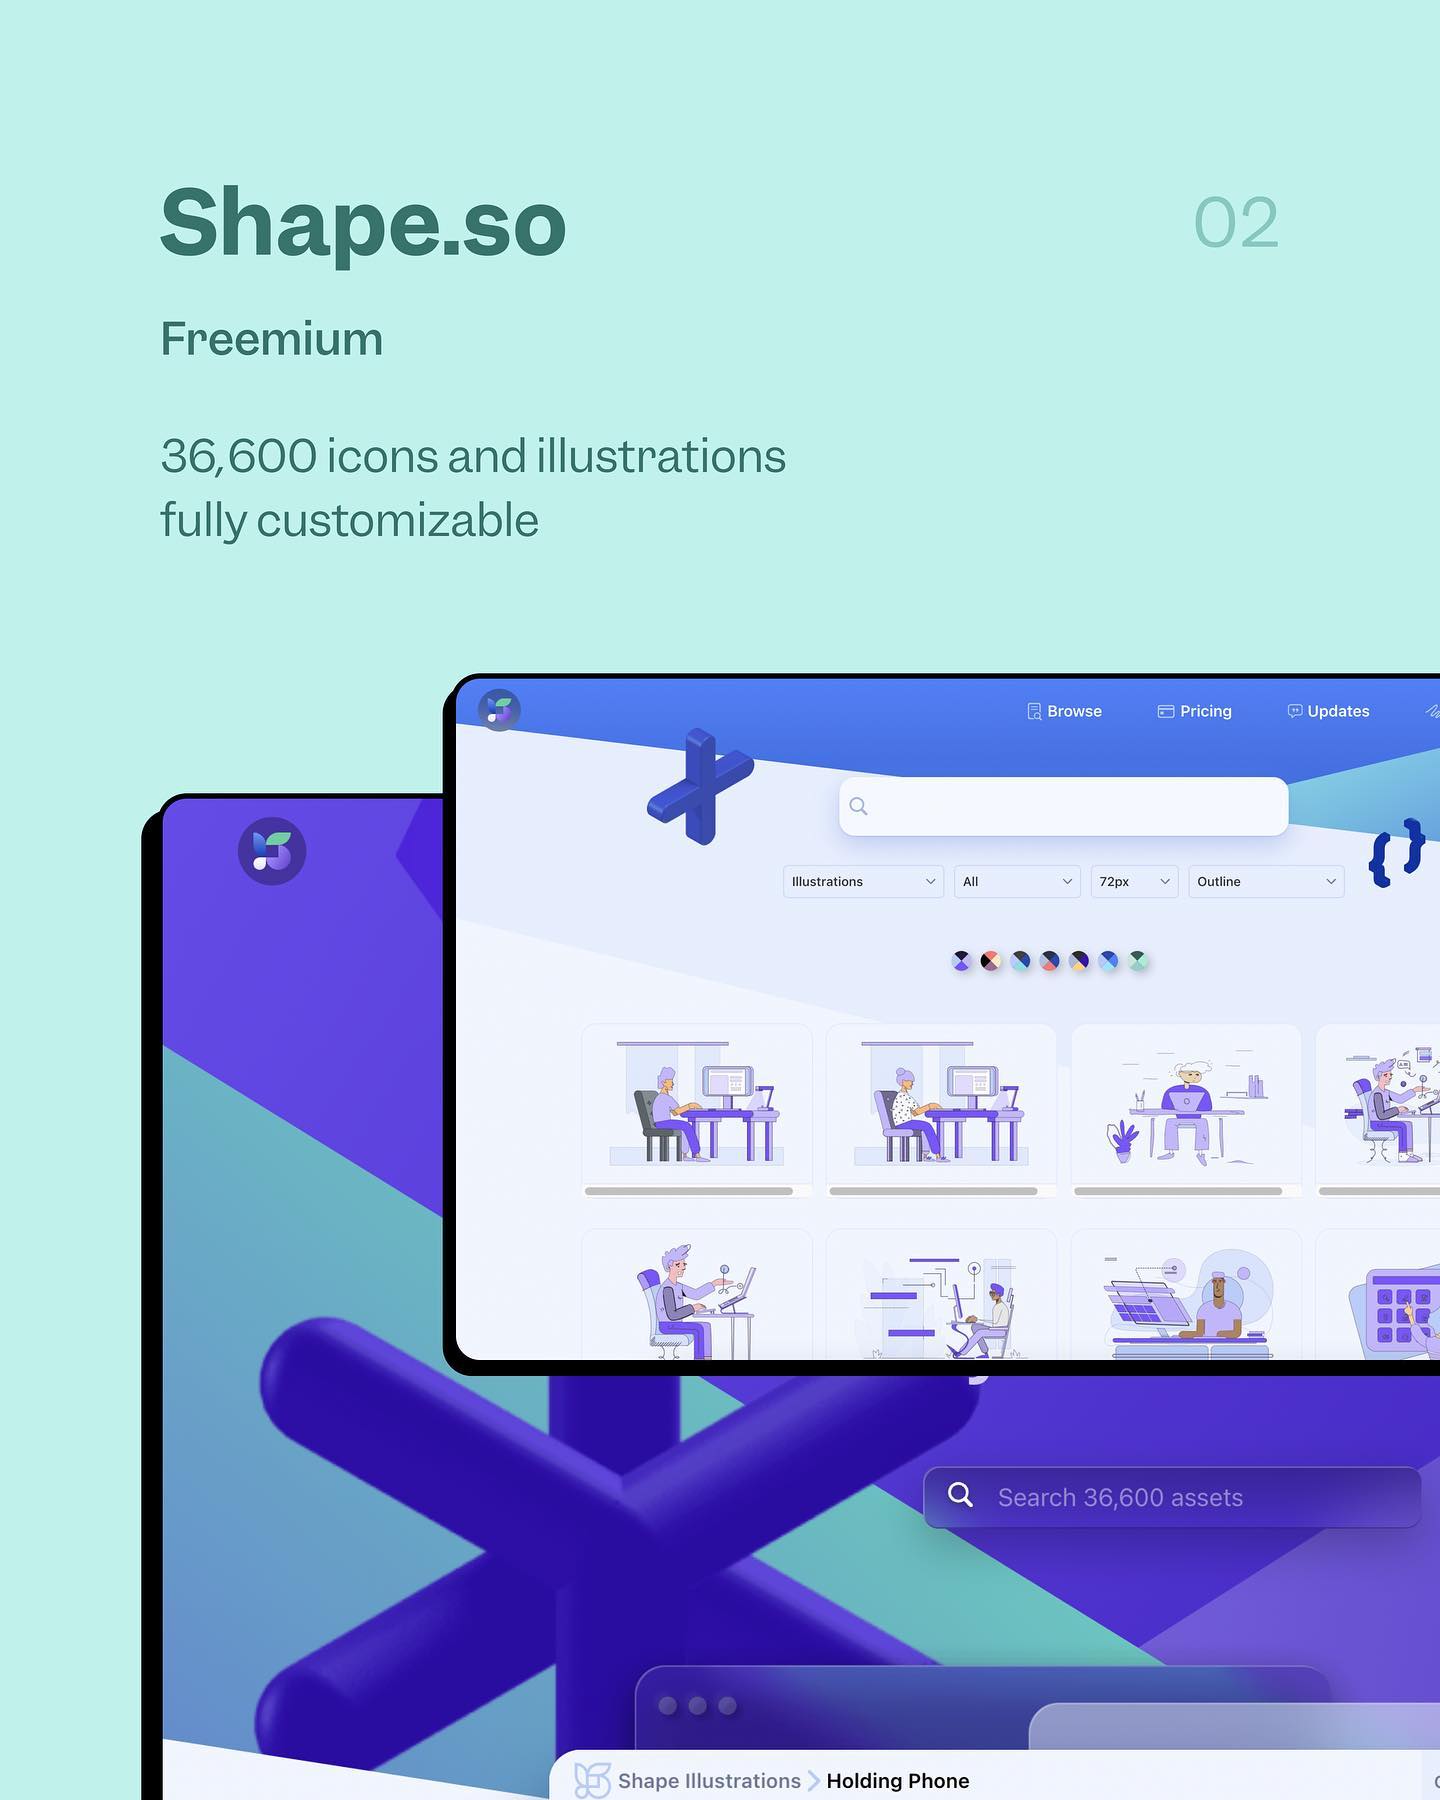 Shape.so
02
Freemium
36,600 icons and illustrations
fully customizable
Browse
Pricing
Updates
Illustrations
All
72px
Outline
Search 36,600 assets
Shape Illustrations
Holding Phone